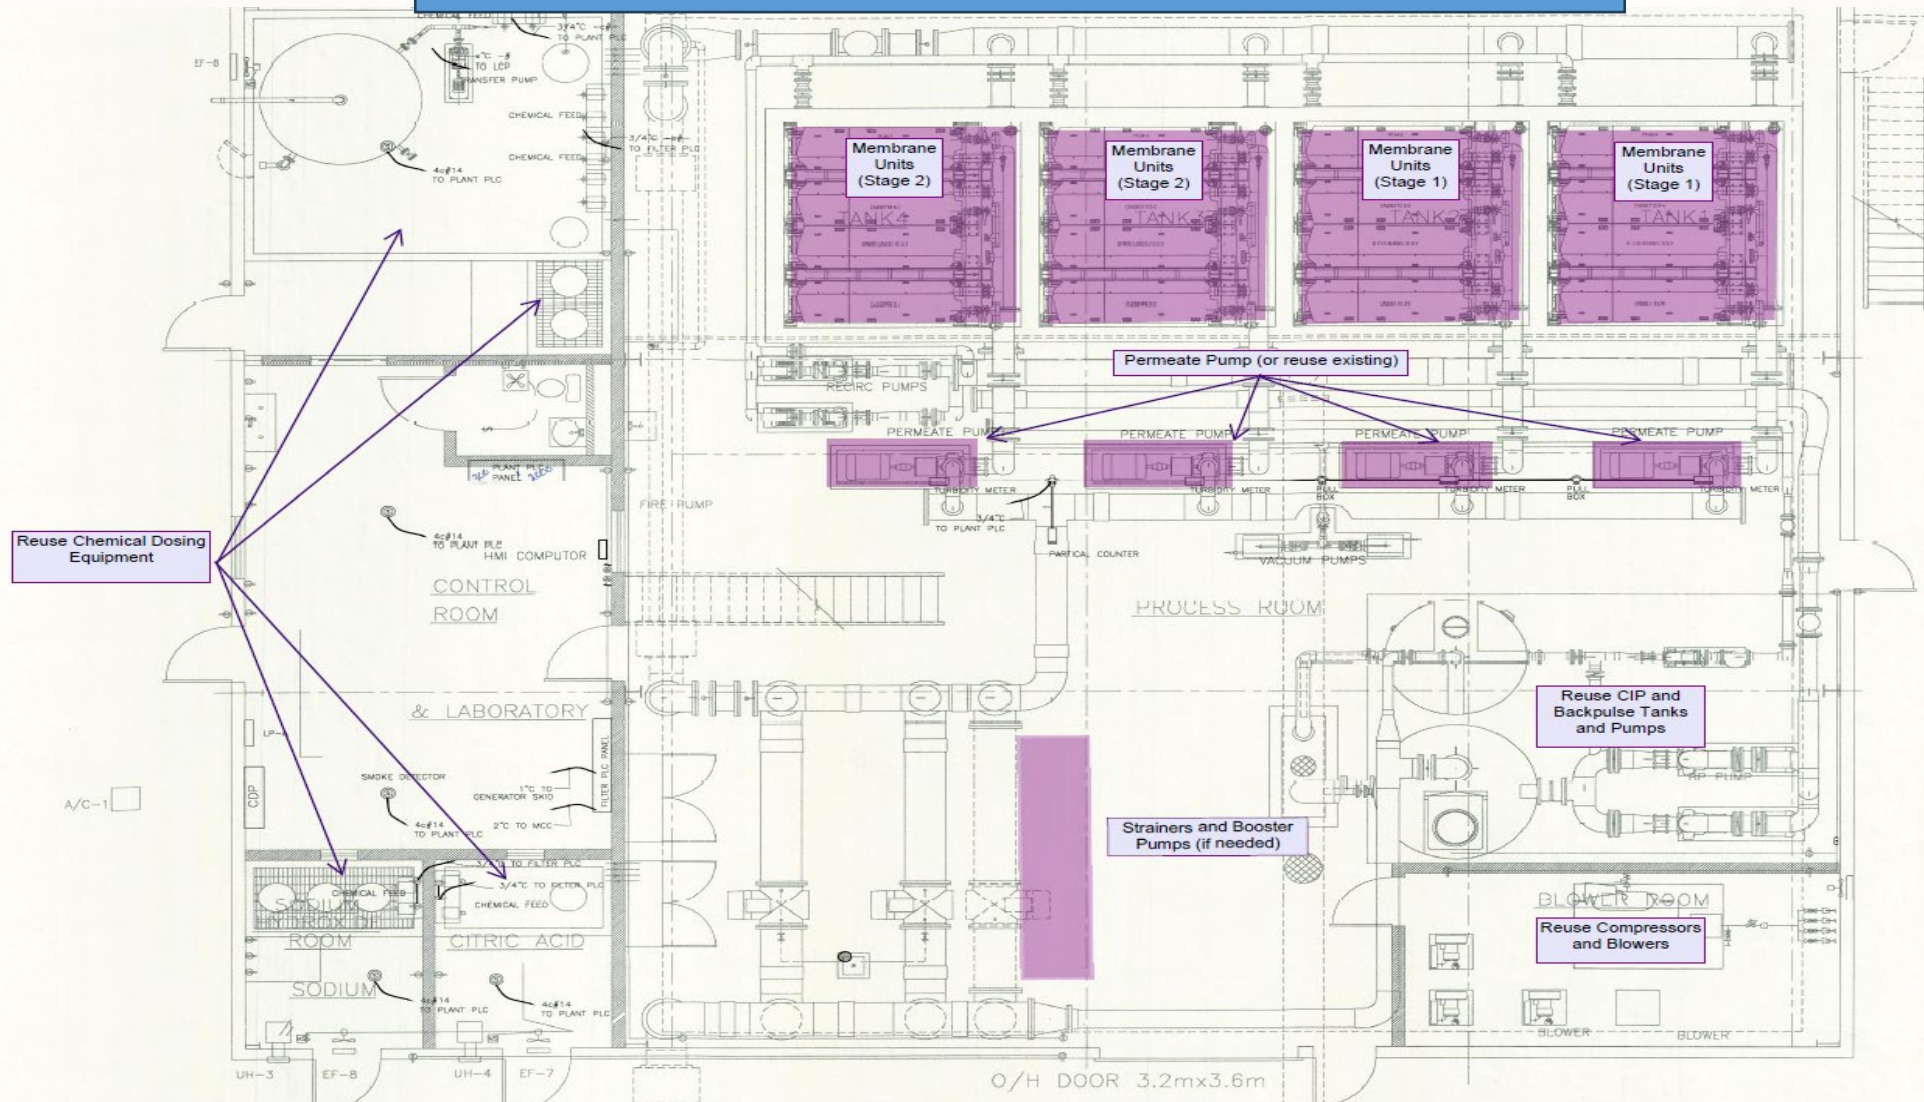 CHEMICAL FEED
3/4"C -c#-
TO PLANT PLC
EF-8
TO LCP
TRANSFER PUMP
CHEMICAL FEED
3/4"C -c#-
TO FILTER PLC
CHEMICAL FEED
4c#14
TO PLANT PLC
Membrane
Units
(Stage 2)
Membrane
Units
(Stage 2)
Membrane
Units
(Stage 1)
Membrane
Units
(Stage 1)
TANK4
TANK3
TANK2
TANK1
Permeate Pump (or reuse existing)
RECIRC PUMPS
PERMEATE PUMP
PERMEATE PUMP
PERMEATE PUMP
PERMEATE PUMP
PLANT PLC
PANEL
TURBIDITY METER
TURBIDITY METER
PULL
BOX
TURBIDITY METER
PULL
BOX
TURBIDITY METER
FIRE PUMP
3/4"C
TO PLANT PLC
Reuse Chemical Dosing
Equipment
4c#14
TO PLANT PLC
HMI COMPUTOR
PARTICAL COUNTER
VACUUM PUMPS
CONTROL
ROOM
PROCESS ROOM
& LABORATORY
Reuse CIP and
Backpulse Tanks
and Pumps
SMOKE DETECTOR
1"C TO
GENERATOR SKID
FILTER PLC PANEL
BP PUMP
A/C-1
CDP
4c#14
TO PLANT PLC
2"C TO MCC
Strainers and Booster
Pumps (if needed)
3/4"C TO FILTER PLC
3/4"C TO FILTER PLC
CHEMICAL FEED
CHEMICAL FEED
SODIUM
ROOM
CITRIC ACID
BLOWER ROOM
Reuse Compressors
and Blowers
SODIUM
4c#14
TO PLANT PLC
4c#14
TO PLANT PLC
BLOWER
BLOWER
UH-3
EF-8
UH-4
EF-7
O/H DOOR 3.2mx3.6m